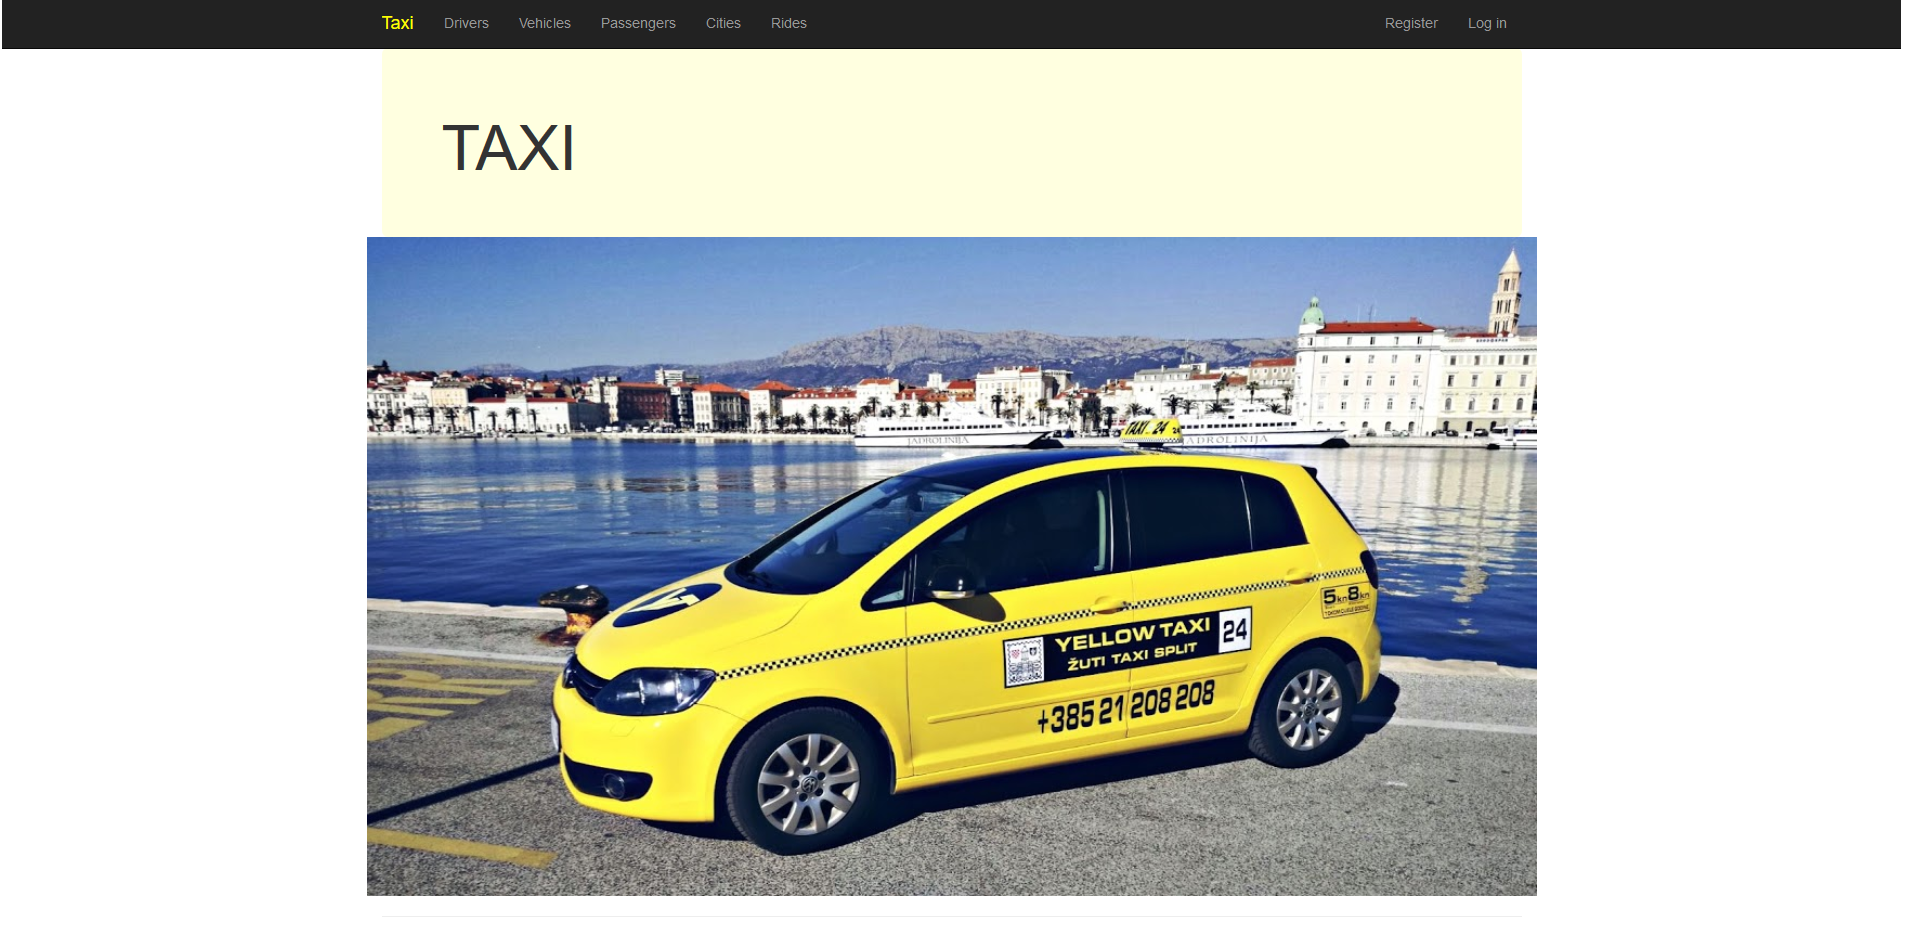 Taxi Drivers Vehicles Passengers Cities Rides Register Log in
TAXI
JADROLINIJA
TAXI 24
JADROLINIJA
5kn 8kn
YELLOW TAXI 24
ŽUTI TAXI SPLIT
+385 21 208 208